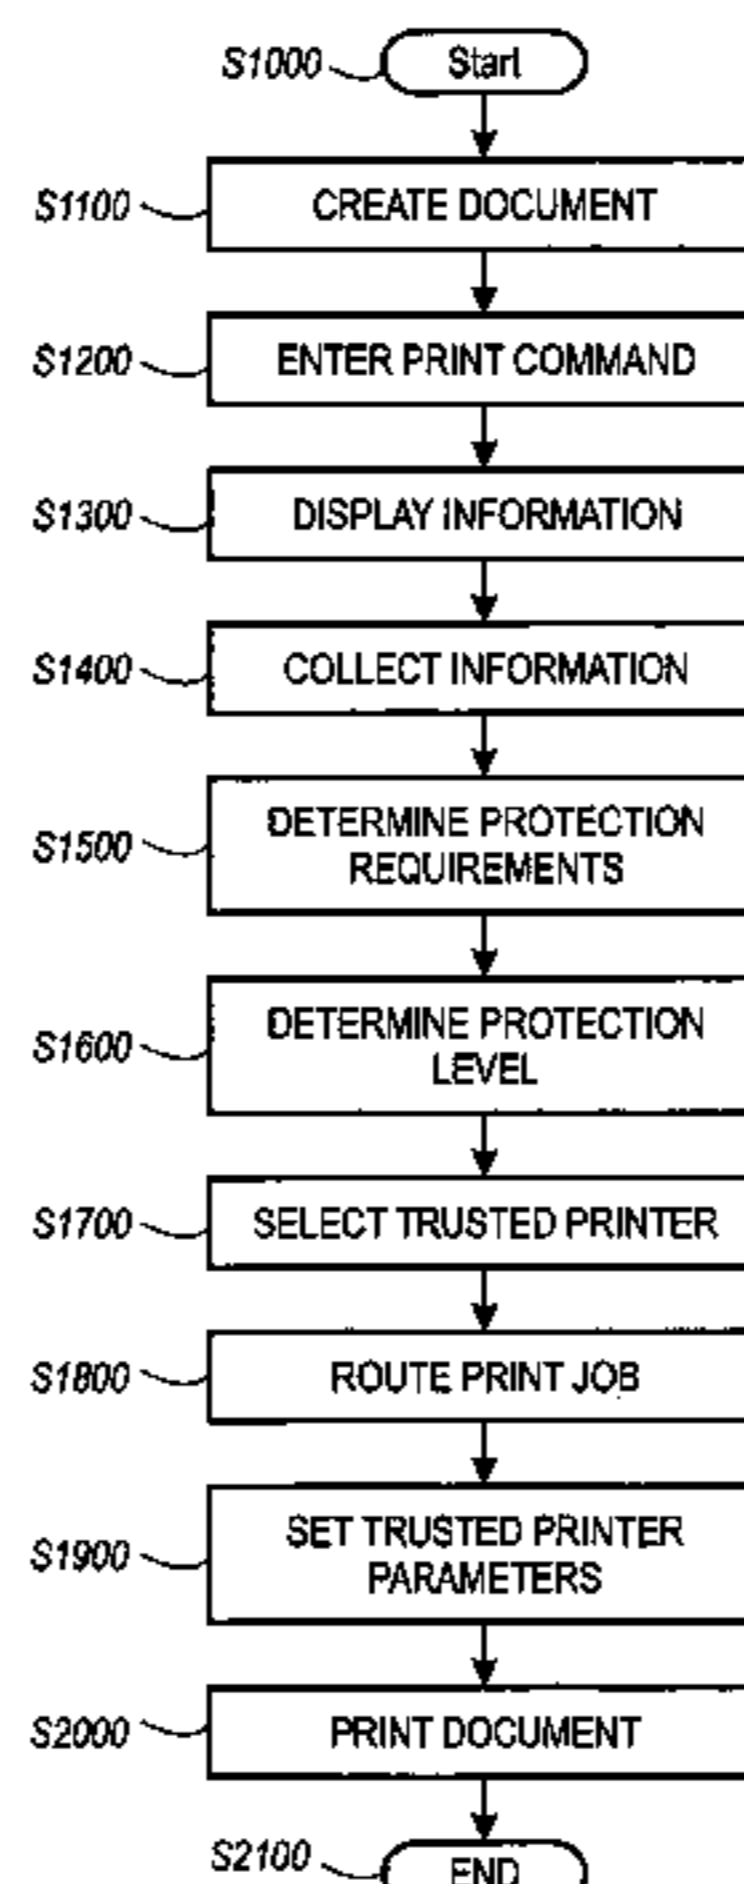 S1000 Start
S1100 CREATE DOCUMENT
S1200 ENTER PRINT COMMAND
S1300 DISPLAY INFORMATION
S1400 COLLECT INFORMATION
S1500 DETERMINE PROTECTION
REQUIREMENTS
S1600 DETERMINE PROTECTION
LEVEL
S1700 SELECT TRUSTED PRINTER
S1800 ROUTE PRINT JOB
S1900 SET TRUSTED PRINTER
PARAMETERS
S2000 PRINT DOCUMENT
S2100 END